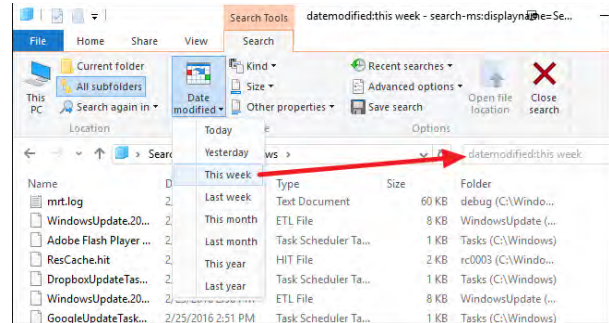 Search Tools datemodified:this week - search-ms:displayname=Se...
File Home Share View Search
Current folder Kind Recent searches
All subfolders Size Advanced options
This PC Search again in Date modified Other properties Save search Open file location Close search
Location Options
Today
Yesterday
This week
Last week
This month
Last month
This year
Last year
datemodified:this week
Name Type Size Folder
mrt.log Text Document 60 KB debug (C:\Windo...
WindowsUpdate.20... ETL File 8 KB WindowsUpdate (...
Adobe Flash Player ... Task Scheduler Ta... 1 KB Tasks (C:\Windows)
ResCache.hit HIT File 2 KB rc0003 (C:\Windo...
DropboxUpdateTas... Task Scheduler Ta... 1 KB Tasks (C:\Windows)
WindowsUpdate.20... ETL File 8 KB WindowsUpdate (...
GoogleUpdateTask... 2/25/2016 2:51 PM Task Scheduler Ta... 1 KB Tasks (C:\Windows)